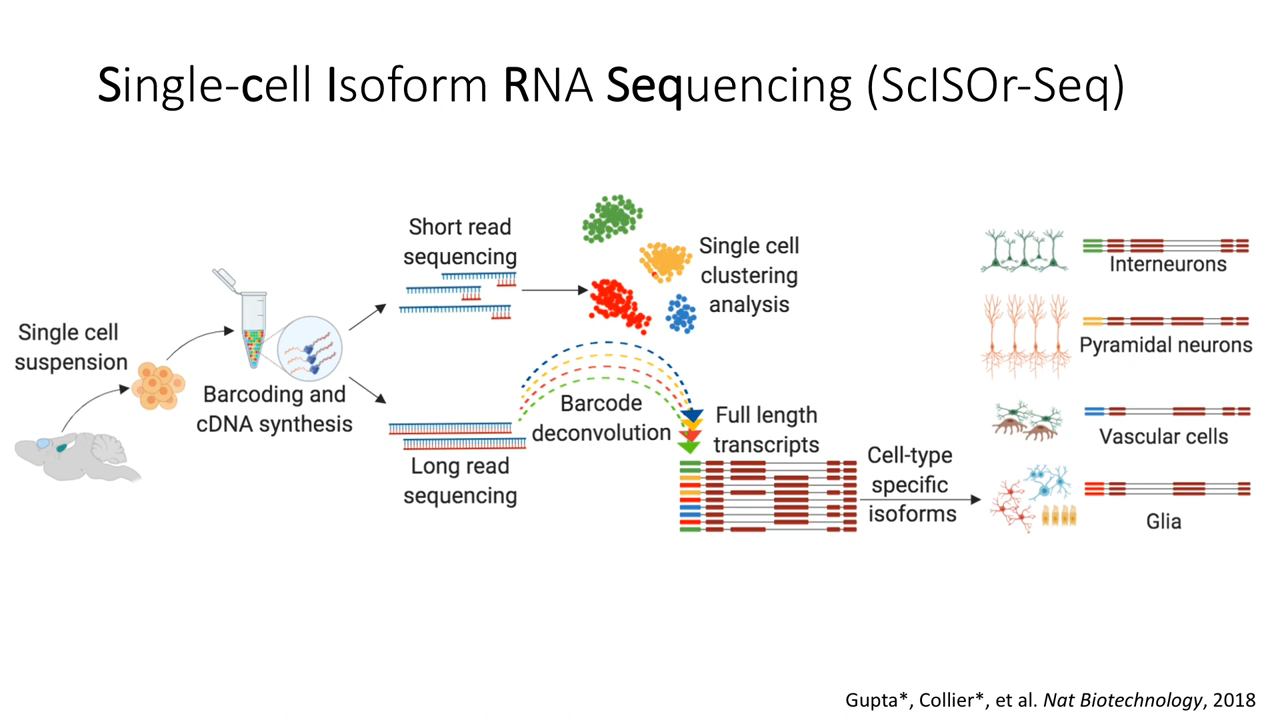 Single-cell Isoform RNA Sequencing (ScISOr-Seq)
Single cell
suspension
Barcoding and
cDNA synthesis
Short read
sequencing
Single cell
clustering
analysis
Long read
sequencing
Barcode
deconvolution
Full length
transcripts
Cell-type
specific
isoforms
Interneurons
Pyramidal neurons
Vascular cells
Glia
Gupta*, Collier*, et al. Nat Biotechnology, 2018